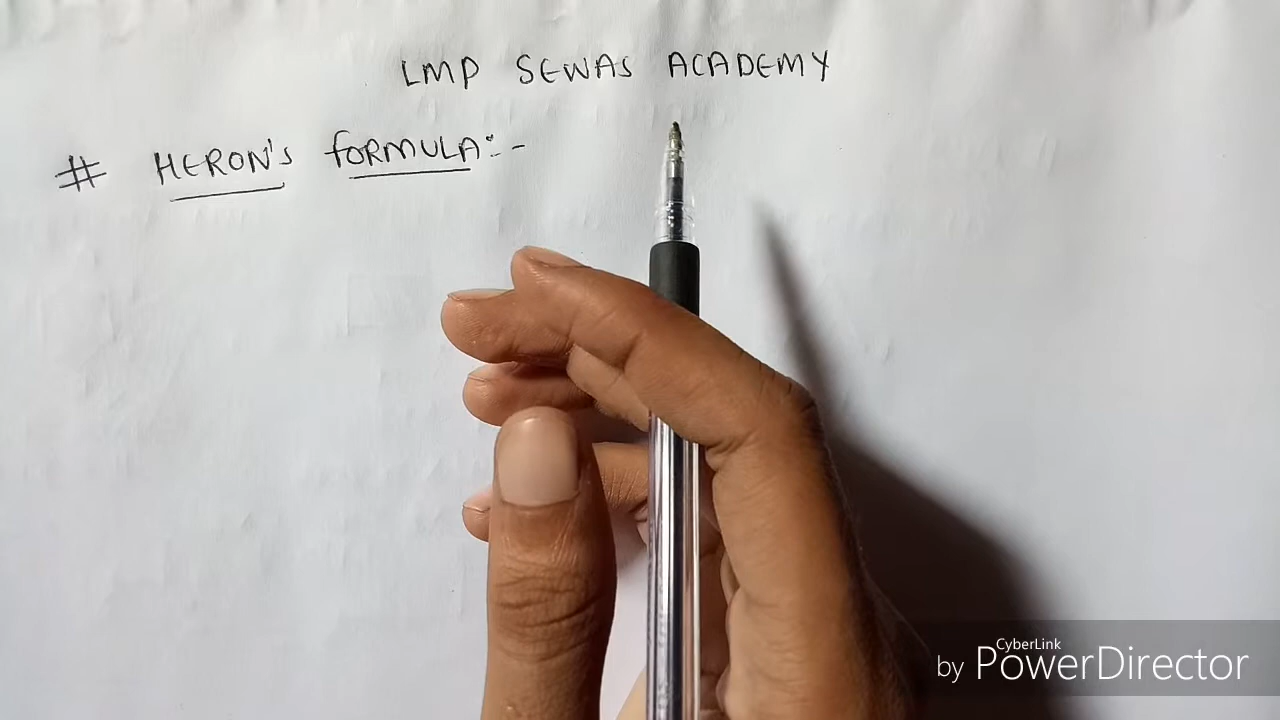 LMP SEWAS ACADEMY
# HERON's fORMULA:-
CyberLink
by PowerDirector